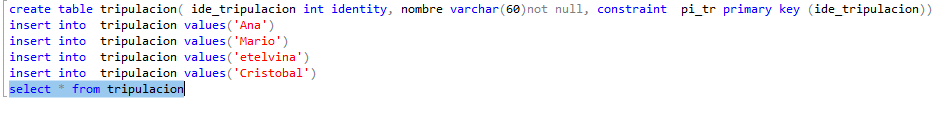 create table tripulacion( ide_tripulacion int identity, nombre varchar(60)not null, constraint  pi_tr primary key (ide_tripulacion))
insert into  tripulacion values('Ana')
insert into  tripulacion values('Mario')
insert into  tripulacion values('etelvina')
insert into  tripulacion values('Cristobal')
select * from tripulacion